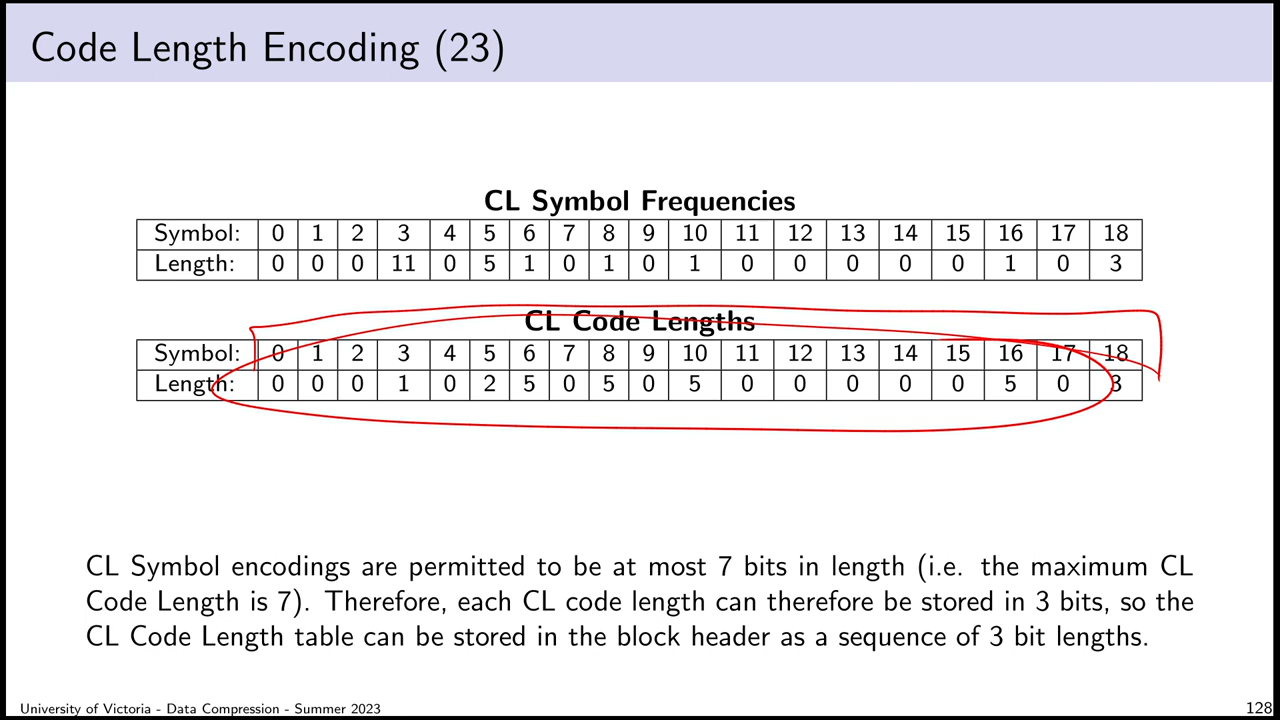 Code Length Encoding (23)
CL Symbol Frequencies
Symbol: 0 1 2 3 4 5 6 7 8 9 10 11 12 13 14 15 16 17 18
Length: 0 0 0 11 0 5 1 0 1 0 1 0 0 0 0 0 1 0 3
CL Code Lengths
Symbol: 0 1 2 3 4 5 6 7 8 9 10 11 12 13 14 15 16 17 18
Length: 0 0 0 1 0 2 5 0 5 0 5 0 0 0 0 0 5 0 3
CL Symbol encodings are permitted to be at most 7 bits in length (i.e. the maximum CL
Code Length is 7). Therefore, each CL code length can therefore be stored in 3 bits, so the
CL Code Length table can be stored in the block header as a sequence of 3 bit lengths.
University of Victoria - Data Compression - Summer 2023 128